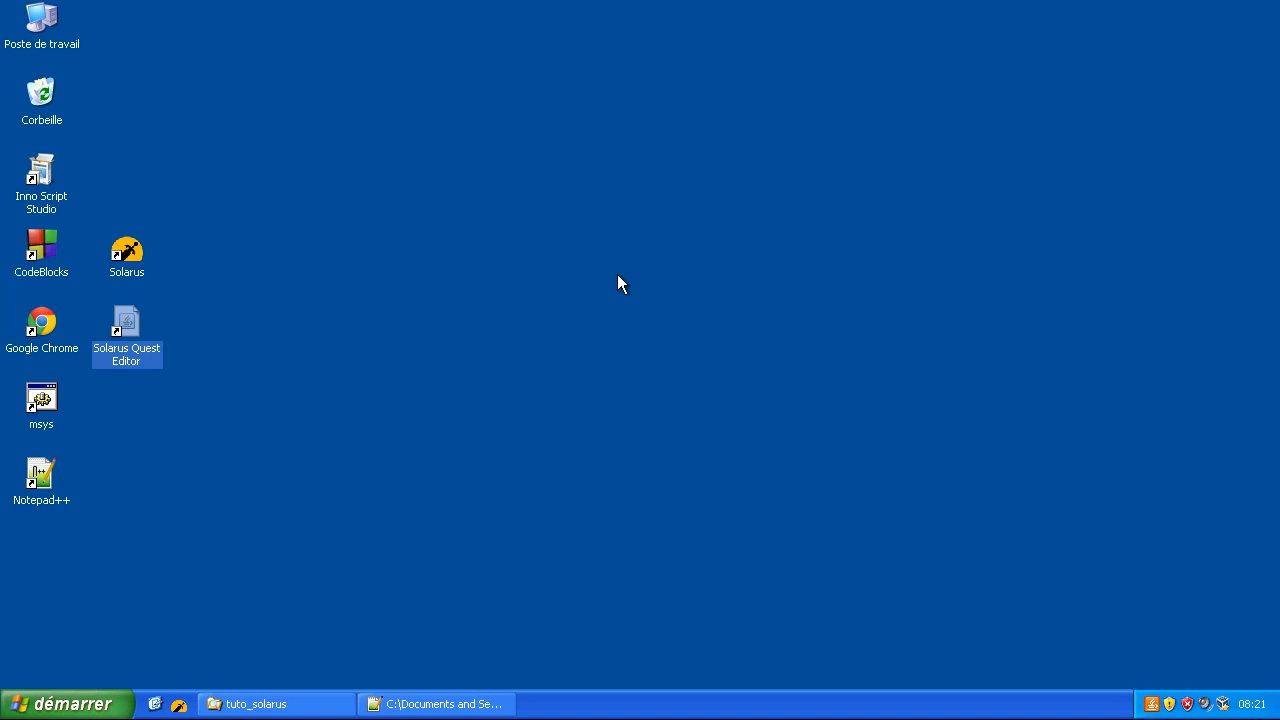 Poste de travail
Corbeille
Inno Script
Studio
CodeBlocks
Solarus
Google Chrome
Solarus Quest
Editor
msys
Notepad++
démarrer
tuto_solarus
C:\Documents and Se...
08:21